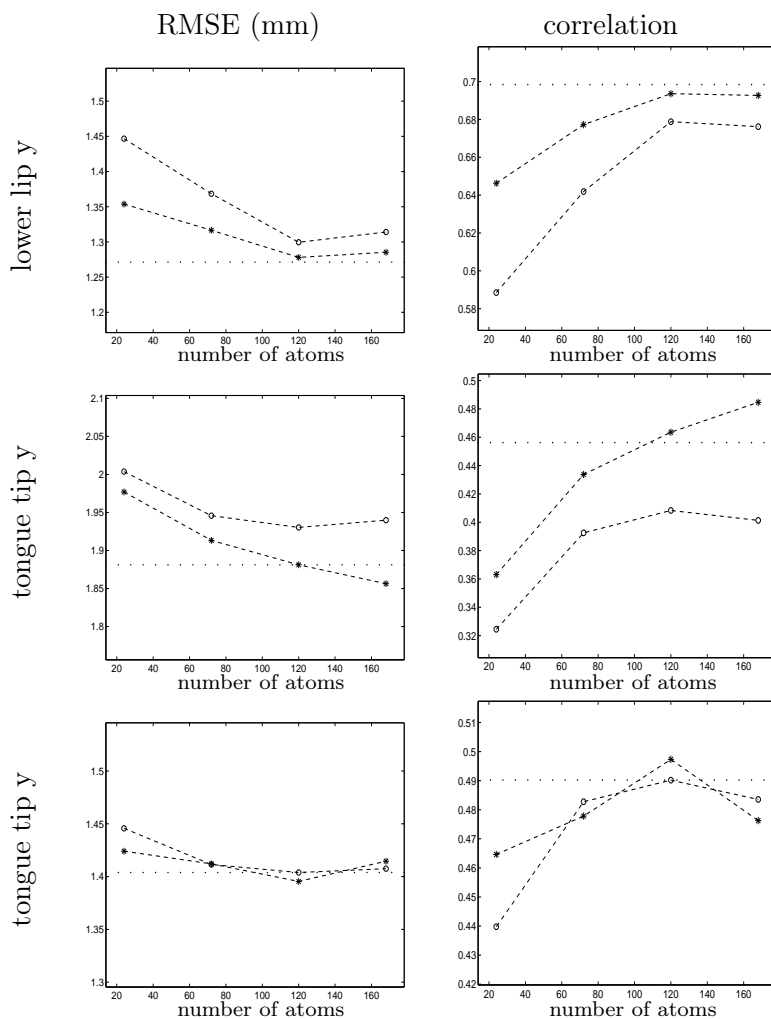 RMSE (mm) correlation
lower lip y
1.5
1.45
1.4
1.35
1.3
1.25
1.2
20 40 60 80 100 120 140 160
number of atoms
0.7
0.68
0.66
0.64
0.62
0.6
0.58
20 40 60 80 100 120 140 160
number of atoms
tongue tip y
2.1
2.05
2
1.95
1.9
1.85
1.8
20 40 60 80 100 120 140 160
number of atoms
0.5
0.48
0.46
0.44
0.42
0.4
0.38
0.36
0.34
0.32
20 40 60 80 100 120 140 160
number of atoms
tongue tip y
1.5
1.45
1.4
1.35
1.3
20 40 60 80 100 120 140 160
number of atoms
0.51
0.5
0.49
0.48
0.47
0.46
0.45
0.44
0.43
0.42
20 40 60 80 100 120 140 160
number of atoms